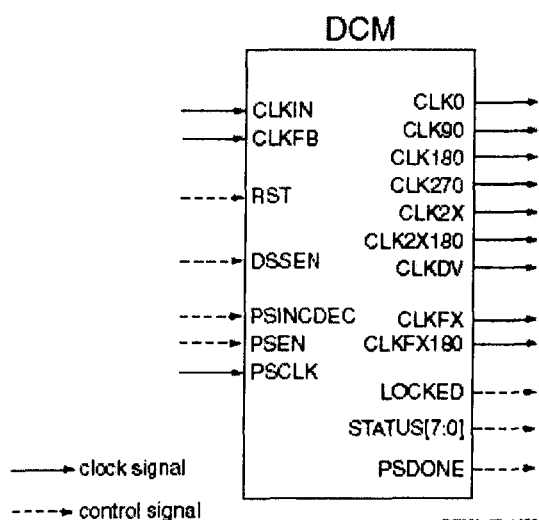 DCM
CLKIN
CLKFB
RST
DSSEN
PSINCDEC
PSEN
PSCLK
CLK0
CLK90
CLK180
CLK270
CLK2X
CLK2X180
CLKDV
CLKFX
CLKFX180
LOCKED
STATUS[7:0]
PSDONE
clock signal
control signal